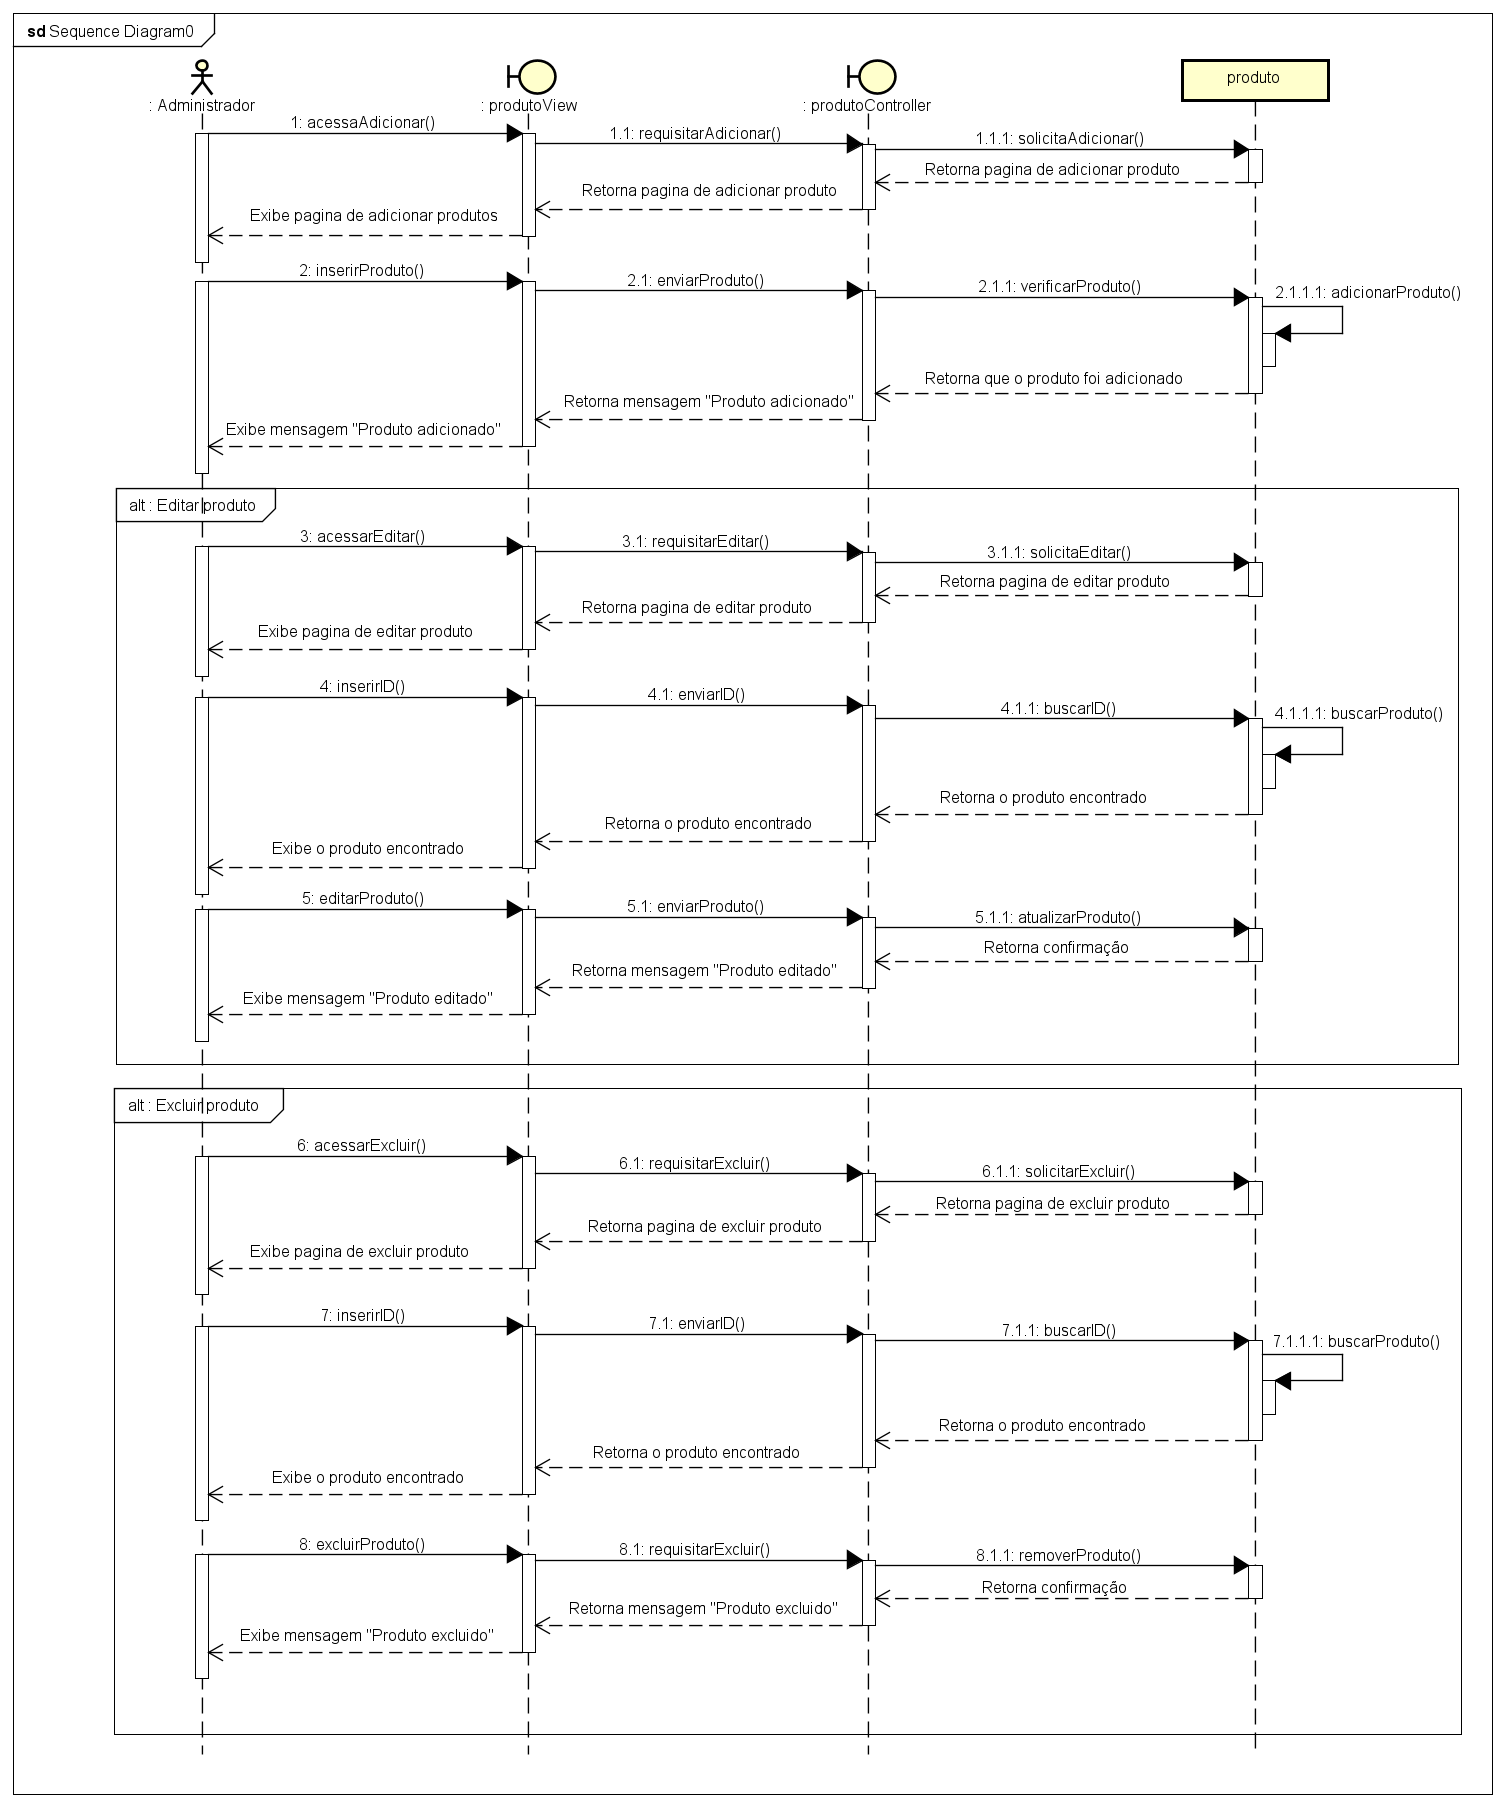 sd Sequence Diagram0
: Administrador
: produtoView
: produtoController
produto
1: acessaAdicionar()
1.1: requisitarAdicionar()
1.1.1: solicitaAdicionar()
Retorna pagina de adicionar produto
Retorna pagina de adicionar produto
Exibe pagina de adicionar produtos
2: inserirProduto()
2.1: enviarProduto()
2.1.1: verificarProduto()
2.1.1.1: adicionarProduto()
Retorna que o produto foi adicionado
Retorna mensagem "Produto adicionado"
Exibe mensagem "Produto adicionado"
alt : Editar produto
3: acessarEditar()
3.1: requisitarEditar()
3.1.1: solicitaEditar()
Retorna pagina de editar produto
Retorna pagina de editar produto
Exibe pagina de editar produto
4: inserirID()
4.1: enviarID()
4.1.1: buscarID()
4.1.1.1: buscarProduto()
Retorna o produto encontrado
Retorna o produto encontrado
Exibe o produto encontrado
5: editarProduto()
5.1: enviarProduto()
5.1.1: atualizarProduto()
Retorna confirmação
Retorna mensagem "Produto editado"
Exibe mensagem "Produto editado"
alt : Excluir produto
6: acessarExcluir()
6.1: requisitarExcluir()
6.1.1: solicitarExcluir()
Retorna pagina de excluir produto
Retorna pagina de excluir produto
Exibe pagina de excluir produto
7: inserirID()
7.1: enviarID()
7.1.1: buscarID()
7.1.1.1: buscarProduto()
Retorna o produto encontrado
Retorna o produto encontrado
Exibe o produto encontrado
8: excluirProduto()
8.1: requisitarExcluir()
8.1.1: removerProduto()
Retorna confirmação
Retorna mensagem "Produto excluido"
Exibe mensagem "Produto excluido"